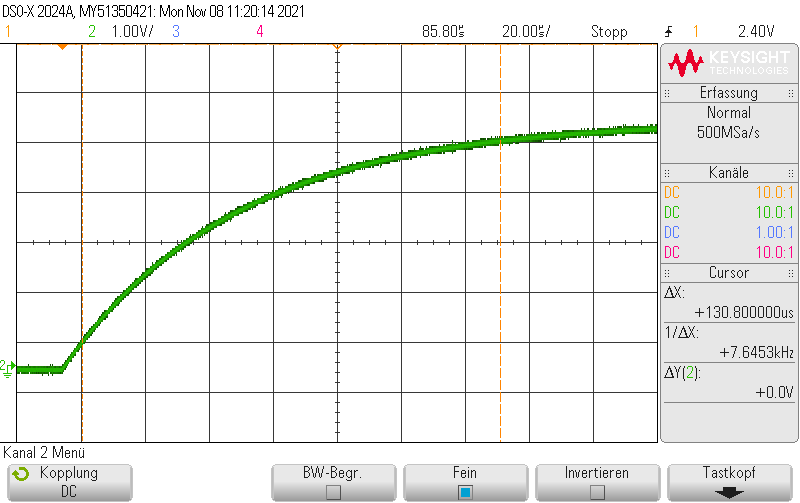 DSO-X 2024A, MY51350421: Mon Nov 08 11:20:14 2021
1 2 1.00V/ 3 4 85.80s 20.00s/ Stopp 1 2.40V
KEYSIGHT
TECHNOLOGIES
Erfassung
Normal
500MSa/s
Kanäle
DC 10.0:1
DC 10.0:1
DC 1.00:1
DC 10.0:1
Cursor
ΔX:
+130.800000us
1/ΔX:
+7.6453kHz
ΔY(2):
+0.0V
2
Kanal 2 Menü
Kopplung
DC
BW-Begr.
Fein
Invertieren
Tastkopf